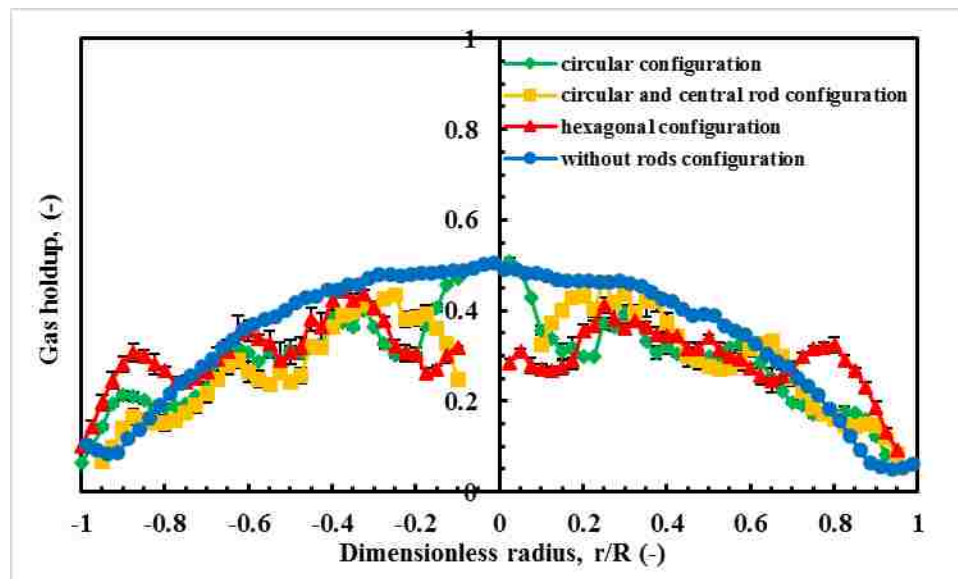 1
circular configuration
circular and central rod configuration
0.8
hexagonal configuration
without rods configuration
Gas holdup, (-)
0.6
0.4
0.2
0
-1 -0.8 -0.6 -0.4 -0.2 0 0.2 0.4 0.6 0.8 1
Dimensionless radius, r/R (-)